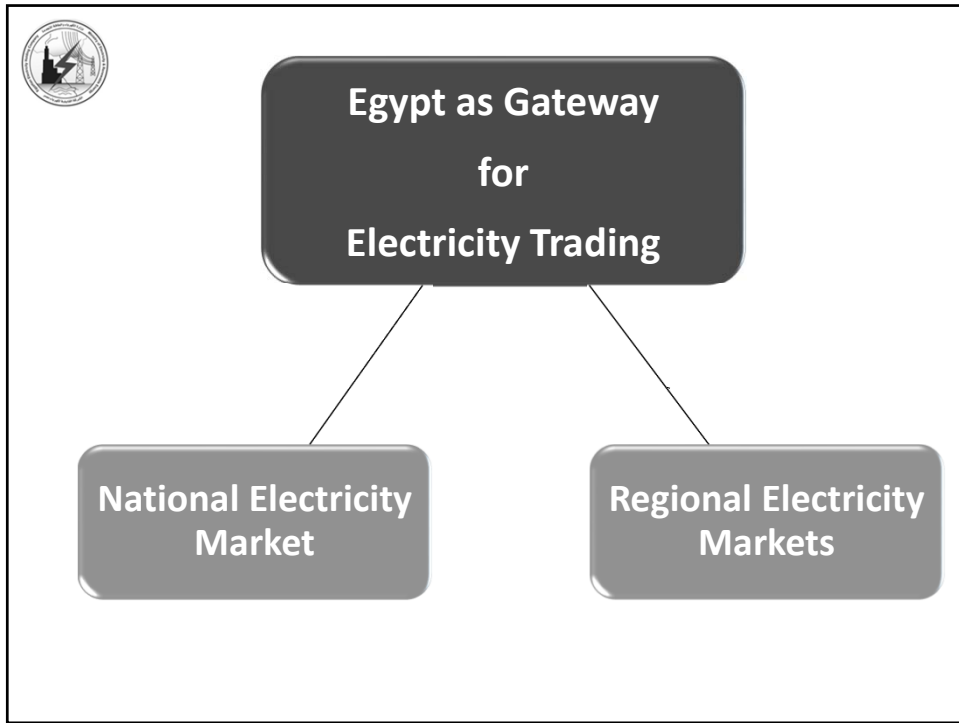 Egypt as Gateway
for
Electricity Trading
National Electricity
Market
Regional Electricity
Markets